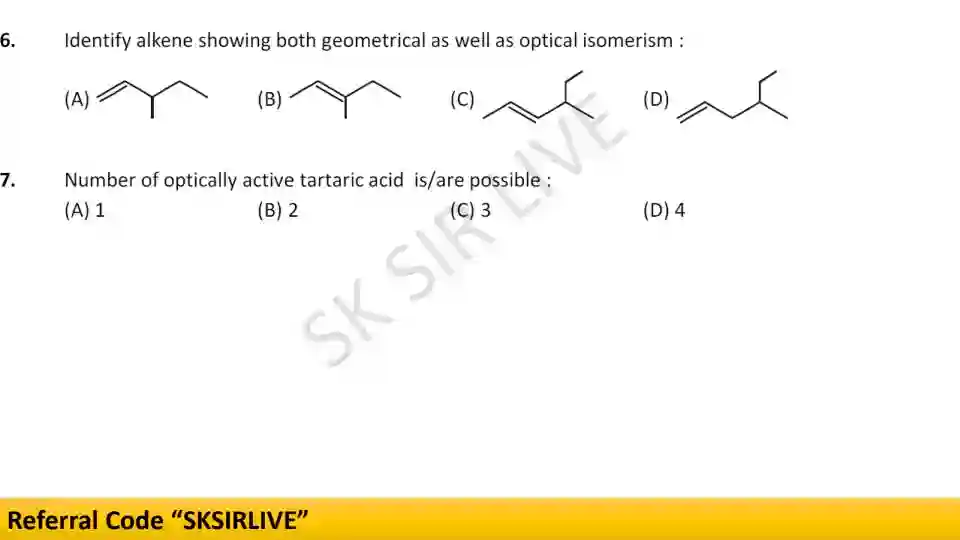 6. Identify alkene showing both geometrical as well as optical isomerism :
(A) (B) (C) (D)
7. Number of optically active tartaric acid is/are possible :
(A) 1 (B) 2 (C) 3 (D) 4
SK SIR LIVE
Referral Code “SKSIRLIVE”